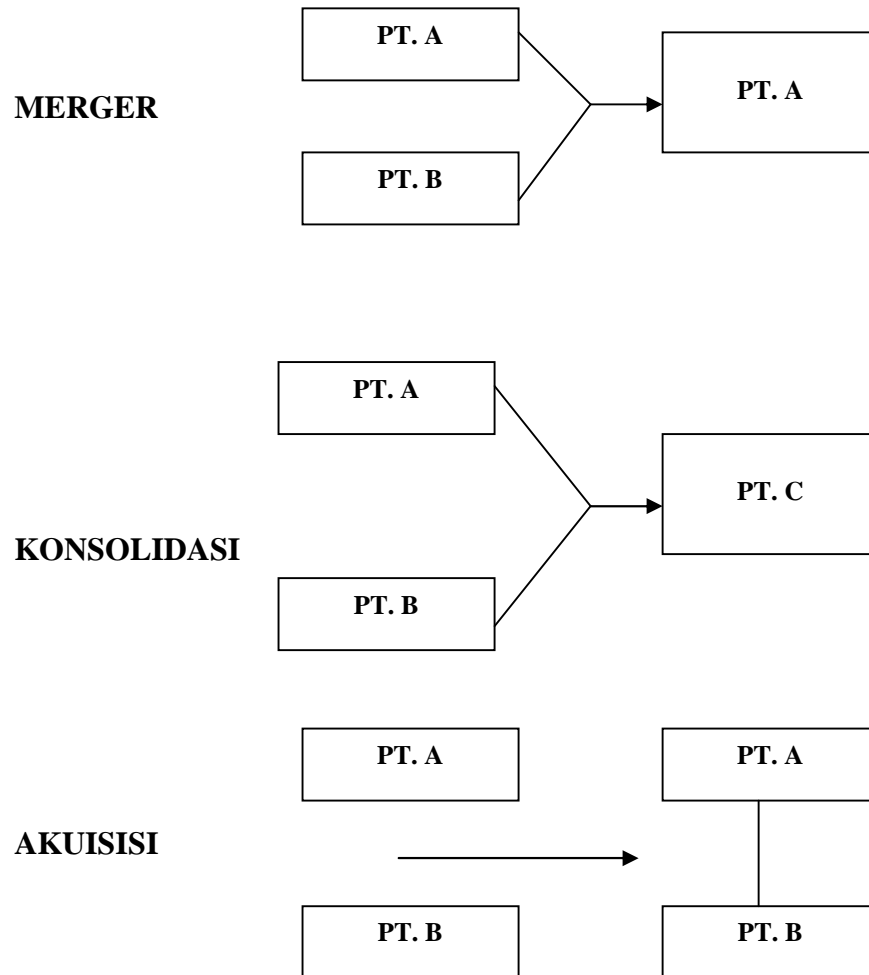 PT. A
PT. A
MERGER
PT. B
PT. A
PT. C
KONSOLIDASI
PT. B
PT. A
PT. A
AKUISISI
PT. B
PT. B